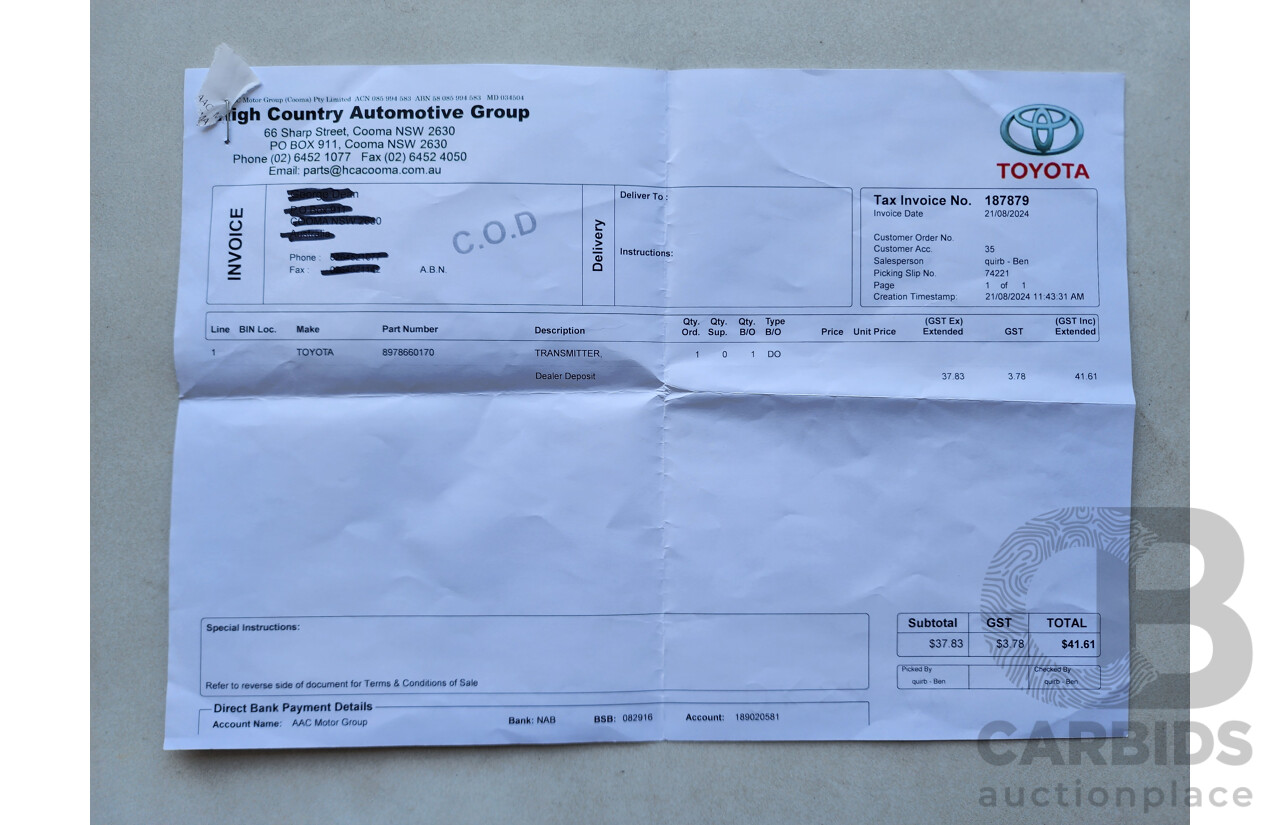 Motor Group (Cooma) Pty Limited ACN 085 994 583 ABN 58 085 994 583 MD 034504
High Country Automotive Group
66 Sharp Street, Cooma NSW 2630
PO BOX 911, Cooma NSW 2630
Phone (02) 6452 1077 Fax (02) 6452 4050
Email: parts@hcacooma.com.au
TOYOTA
INVOICE
COOMA NSW 2630
Phone :
Fax :
A.B.N.
C.O.D
Delivery
Deliver To :
Instructions:
Tax Invoice No. 187879
Invoice Date 21/08/2024
Customer Order No.
Customer Acc. 35
Salesperson quirb - Ben
Picking Slip No. 74221
Page 1 of 1
Creation Timestamp: 21/08/2024 11:43:31 AM
Line BIN Loc. Make Part Number Description Qty. Ord. Qty. Sup. Qty. B/O Type B/O Price Unit Price (GST Ex) Extended GST (GST Inc) Extended
1 TOYOTA 8978660170 TRANSMITTER, 1 0 1 DO
Dealer Deposit 37.83 3.78 41.61
Special Instructions:
Refer to reverse side of document for Terms & Conditions of Sale
Subtotal GST TOTAL
$37.83 $3.78 $41.61
Picked By Checked By
quirb - Ben quirb - Ben
Direct Bank Payment Details
Account Name: AAC Motor Group Bank: NAB BSB: 082916 Account: 189020581
CARBIDS
auctionplace